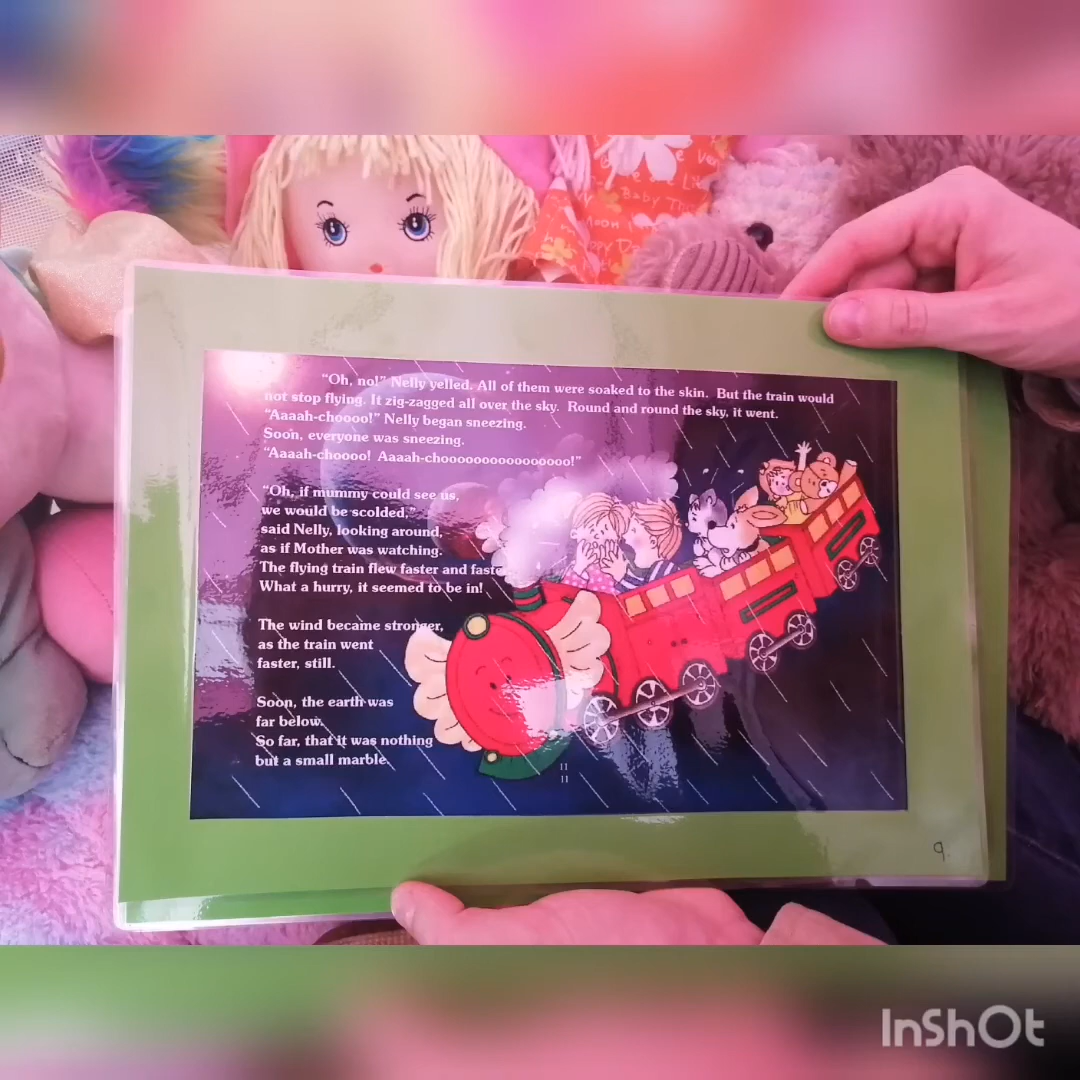 "Oh, no!" Nelly yelled. All of them were soaked to the skin. But the train would
not stop flying. It zig-zagged all over the sky. Round and round the sky, it went.
"Aaaah-choooo!" Nelly began sneezing.
Soon, everyone was sneezing.
"Aaaah-choooo! Aaaah-choooooooooooooooo!"
"Oh, if mummy could see us,
we would be scolded,"
said Nelly, looking around,
as if Mother was watching.
The flying train flew faster and faste
What a hurry, it seemed to be in!
The wind became stronger,
as the train went
faster, still.
Soon, the earth was
far below.
So far, that it was nothing
but a small marble
11
11
9
Baby
InShOt